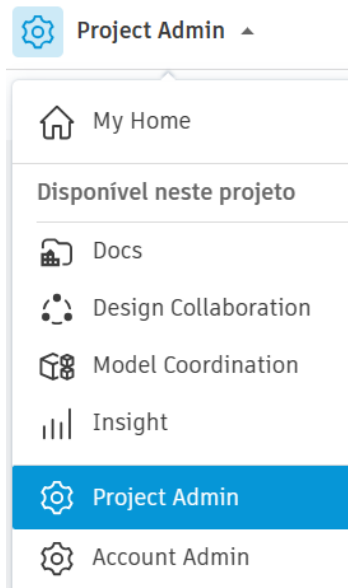 Project Admin
My Home
Disponível neste projeto
Docs
Design Collaboration
Model Coordination
Insight
Project Admin
Account Admin